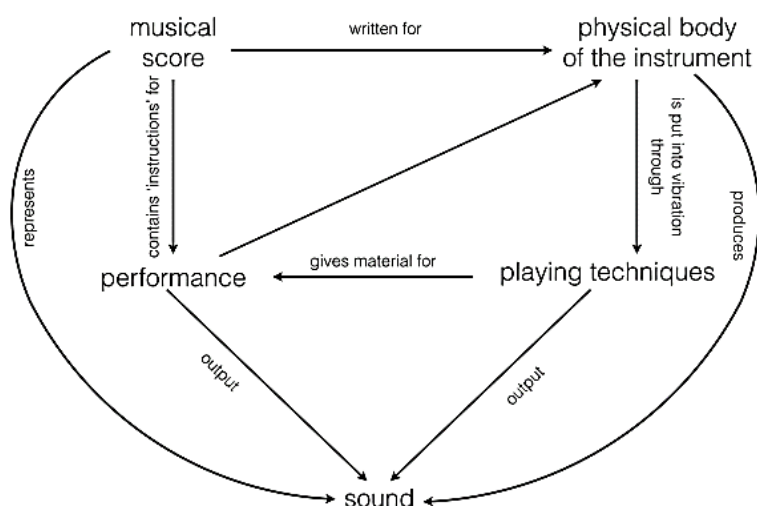 musical
score
written for
physical body
of the instrument
contains 'instructions' for
is put into vibration
through
represents
produces
performance
gives material for
playing techniques
output
output
sound